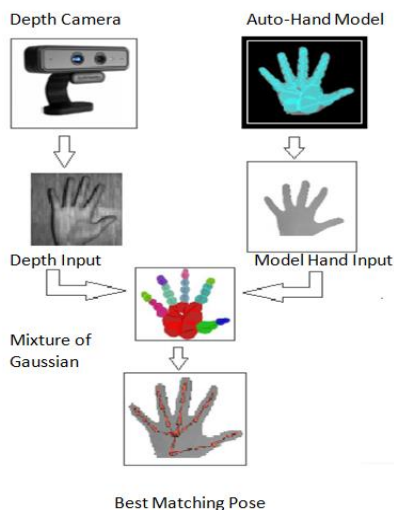 Depth Camera
Auto-Hand Model
Depth Input
Model Hand Input
Mixture of
Gaussian
Best Matching Pose